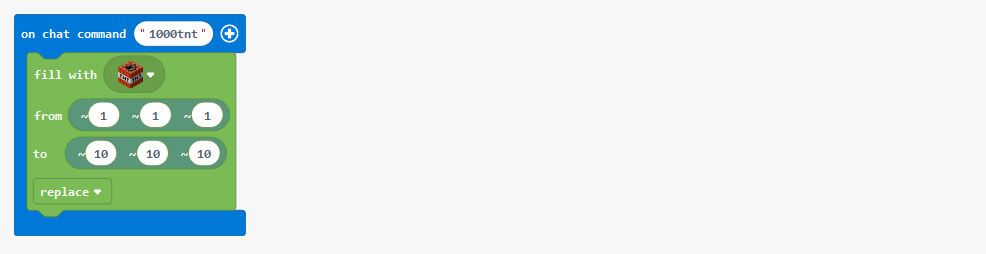 on chat command "1000tnt"
fill with
from ~1 ~1 ~1
to ~10 ~10 ~10
replace